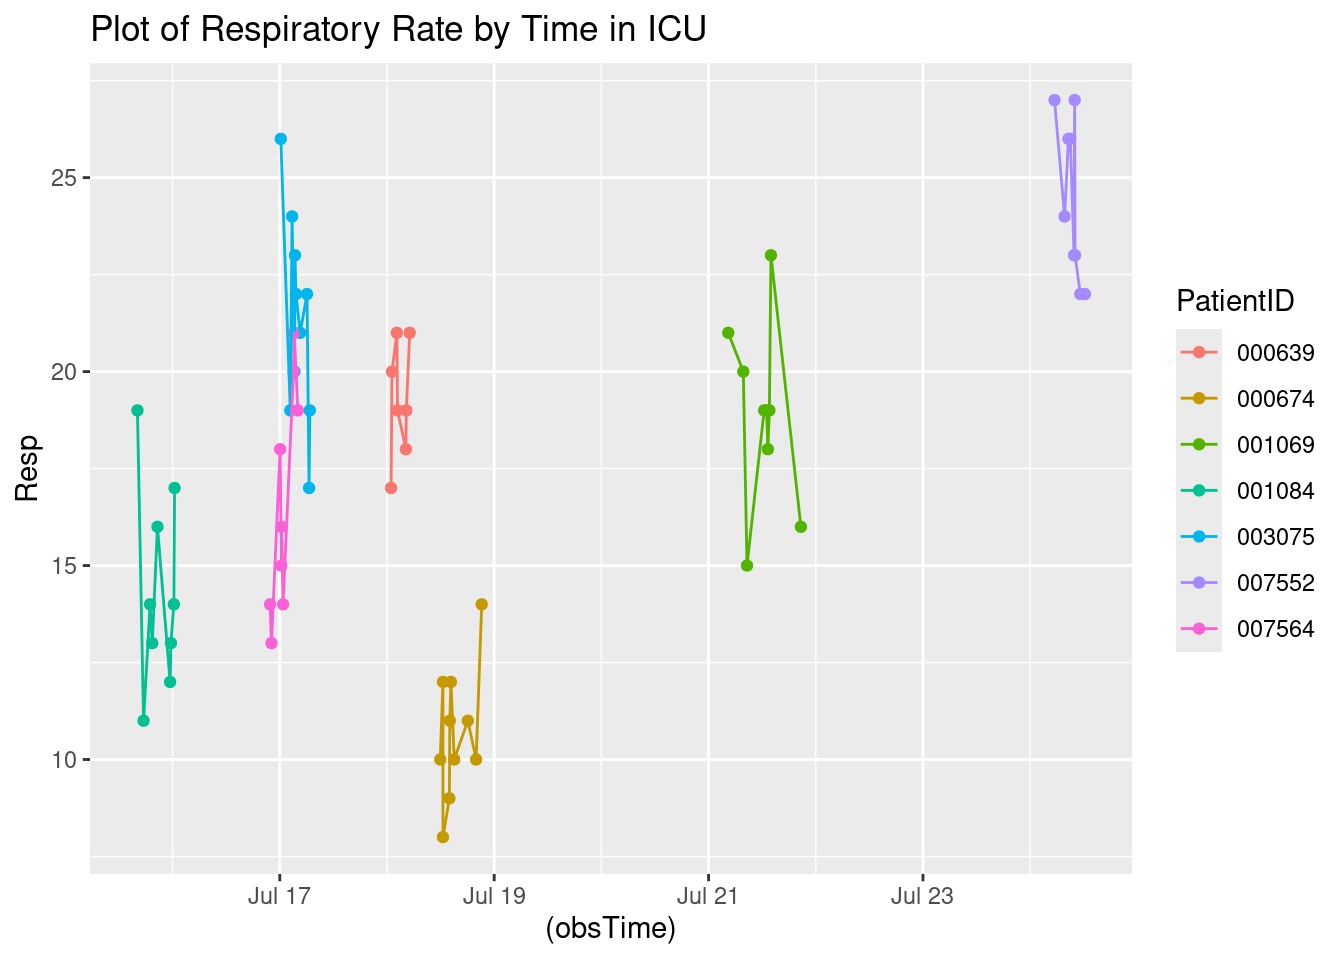 Plot of Respiratory Rate by Time in ICU
Resp
25
20
15
10
Jul 17
Jul 19
Jul 21
Jul 23
(obsTime)
PatientID
000639
000674
001069
001084
003075
007552
007564